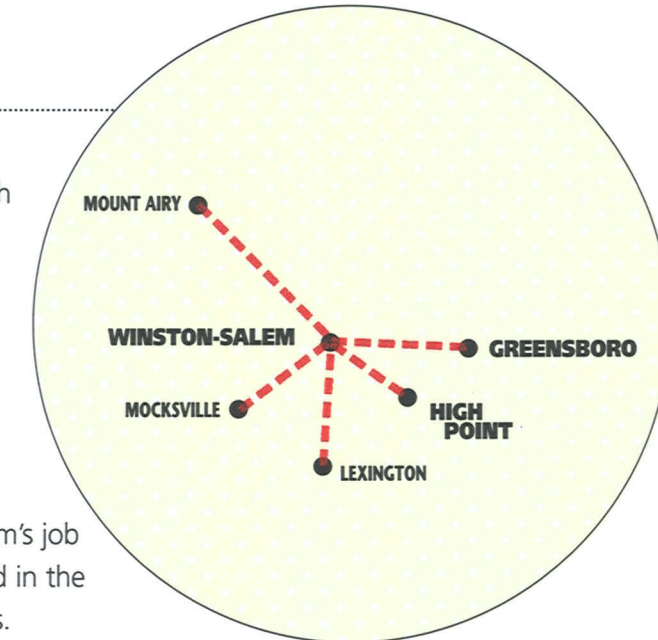 h
MOUNT AIRY
WINSTON-SALEM
GREENSBORO
MOCKSVILLE
HIGH
POINT
LEXINGTON
m's job
d in the
s.